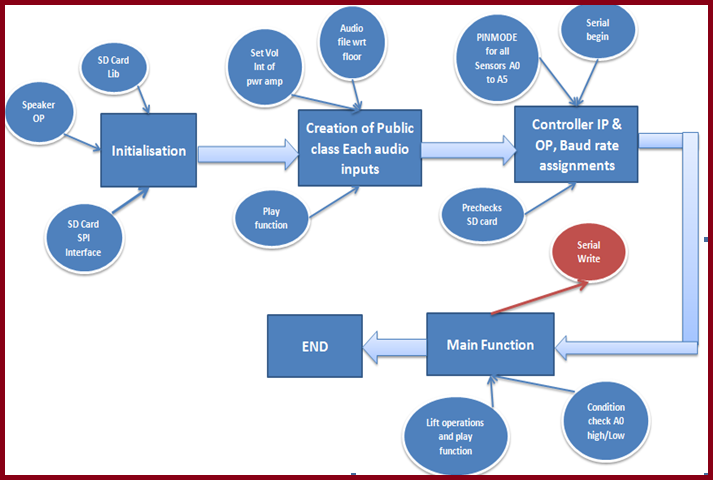 SD Card
Lib
Speaker
OP
Initialisation
SD Card
SPI
Interface
Set Vol
Int of
pwr amp
Audio
file wrt
floor
Creation of Public
class Each audio
inputs
Play
function
PINMODE
for all
Sensors A0
to A5
Serial
begin
Controller IP &
OP, Baud rate
assignments
Prechecks
SD card
Serial
Write
Main Function
END
Lift operations
and play
function
Condition
check A0
high/Low